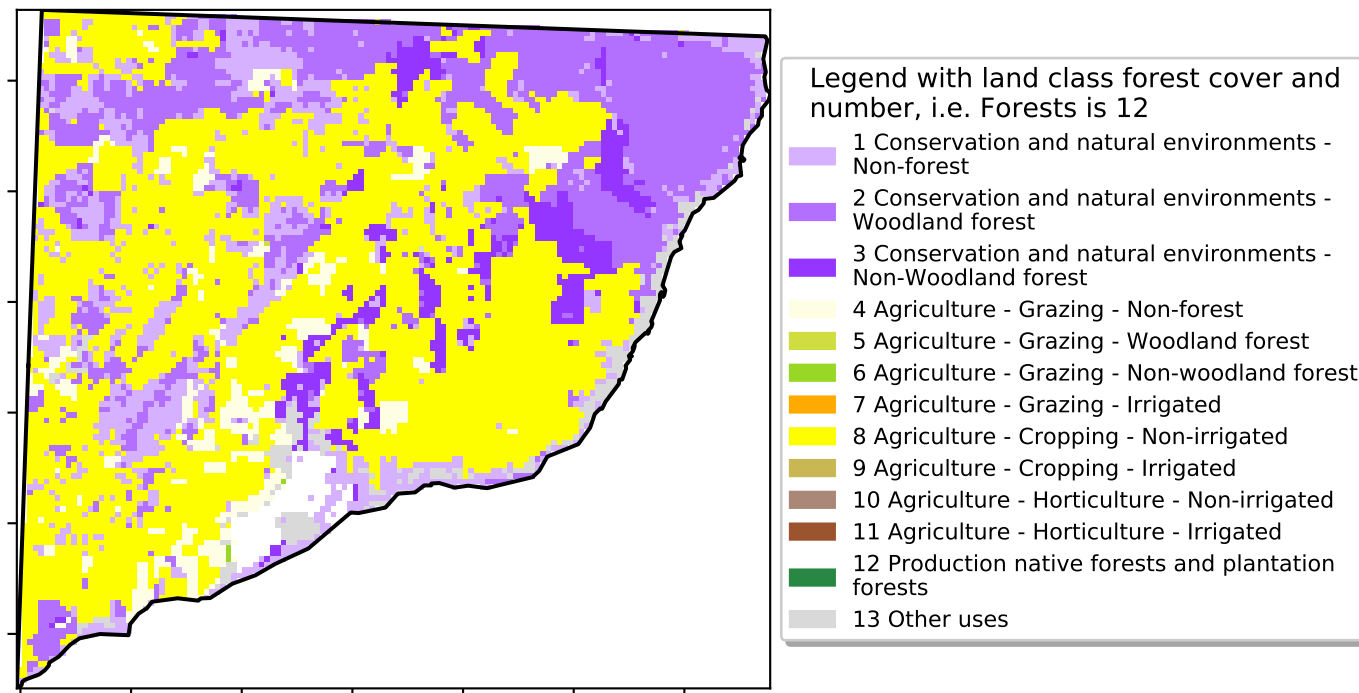 Legend with land class forest cover and
number, i.e. Forests is 12
1 Conservation and natural environments -
Non-forest
2 Conservation and natural environments -
Woodland forest
3 Conservation and natural environments -
Non-Woodland forest
4 Agriculture - Grazing - Non-forest
5 Agriculture - Grazing - Woodland forest
6 Agriculture - Grazing - Non-woodland forest
7 Agriculture - Grazing - Irrigated
8 Agriculture - Cropping - Non-irrigated
9 Agriculture - Cropping - Irrigated
10 Agriculture - Horticulture - Non-irrigated
11 Agriculture - Horticulture - Irrigated
12 Production native forests and plantation
forests
13 Other uses